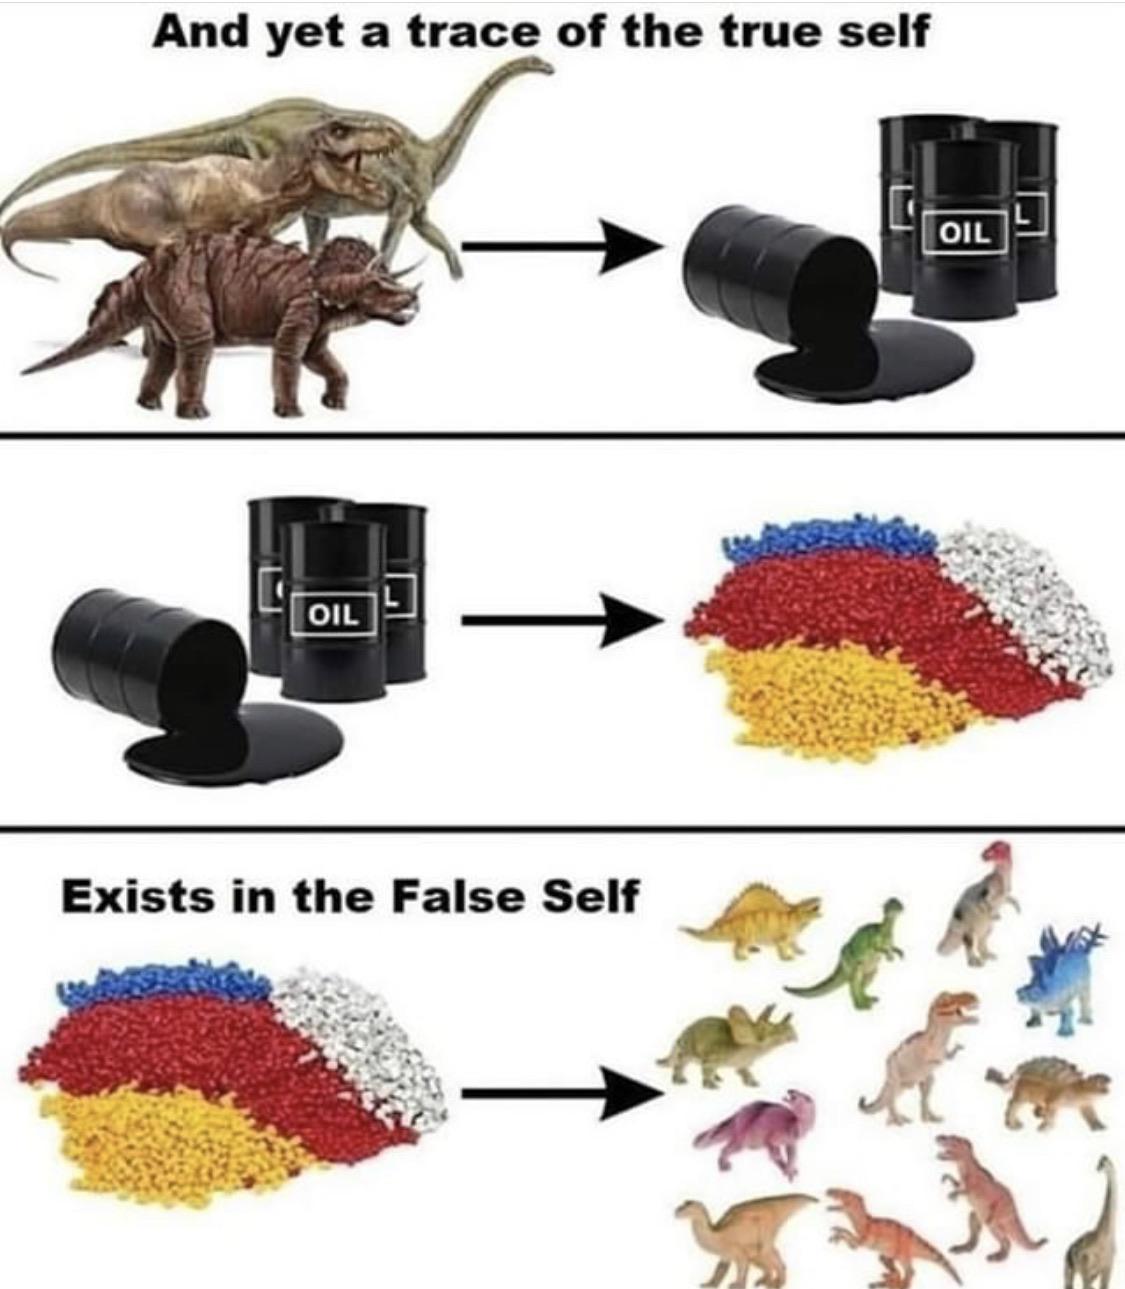 And yet a trace of the true self
OIL
L
OIL
L
Exists in the False Self